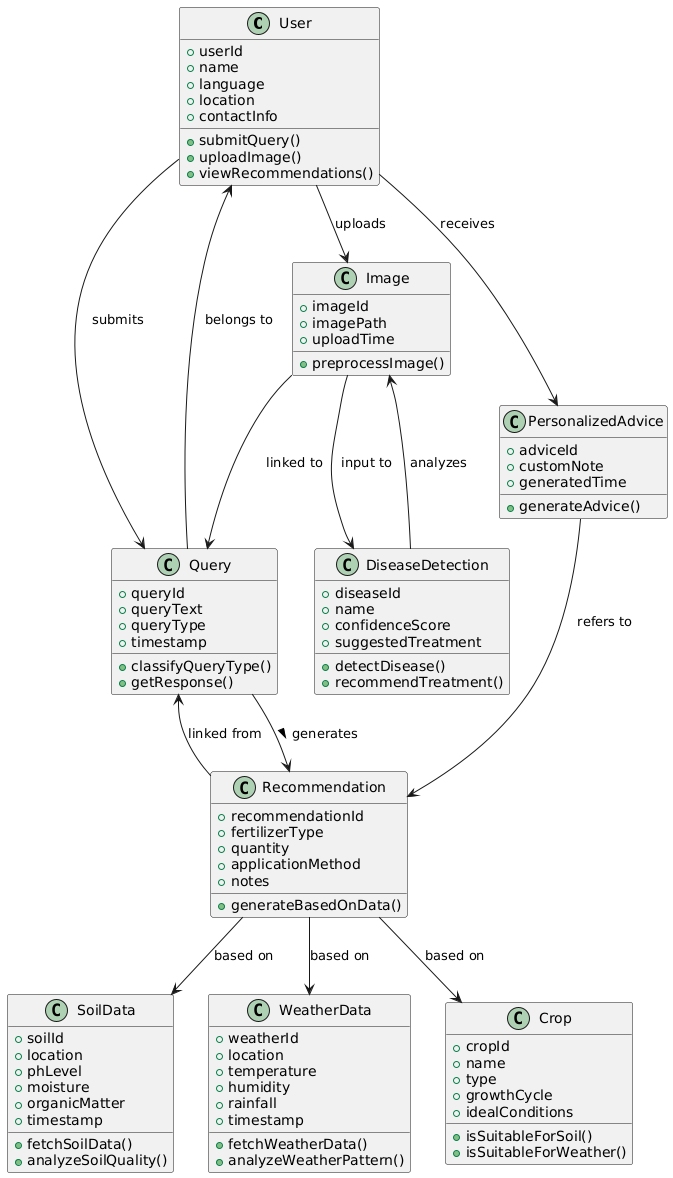 C User
userId
name
language
location
contactInfo
submitQuery()
uploadImage()
viewRecommendations()
uploads
receives
submits
belongs to
C Image
imageId
imagePath
uploadTime
preprocessImage()
C PersonalizedAdvice
adviceId
customNote
generatedTime
generateAdvice()
linked to
input to
analyzes
C Query
queryId
queryText
queryType
timestamp
classifyQueryType()
getResponse()
C DiseaseDetection
diseaseId
name
confidenceScore
suggestedTreatment
detectDisease()
recommendTreatment()
refers to
linked from
generates
C Recommendation
recommendationId
fertilizerType
quantity
applicationMethod
notes
generateBasedOnData()
based on
based on
based on
C SoilData
soilId
location
phLevel
moisture
organicMatter
timestamp
fetchSoilData()
analyzeSoilQuality()
C WeatherData
weatherId
location
temperature
humidity
rainfall
timestamp
fetchWeatherData()
analyzeWeatherPattern()
C Crop
cropId
name
type
growthCycle
idealConditions
isSuitableForSoil()
isSuitableForWeather()